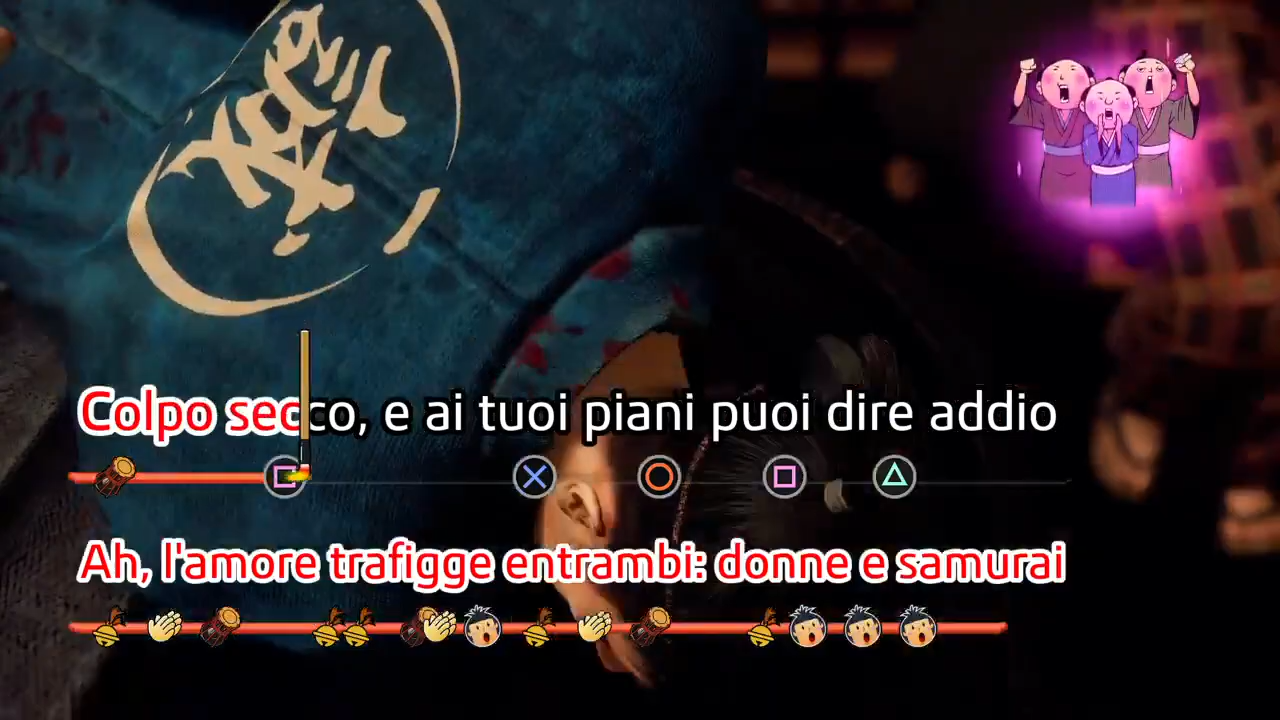 Colpo secco, e ai tuoi piani puoi dire addio
Ah, l'amore trafigge entrambi: donne e samurai